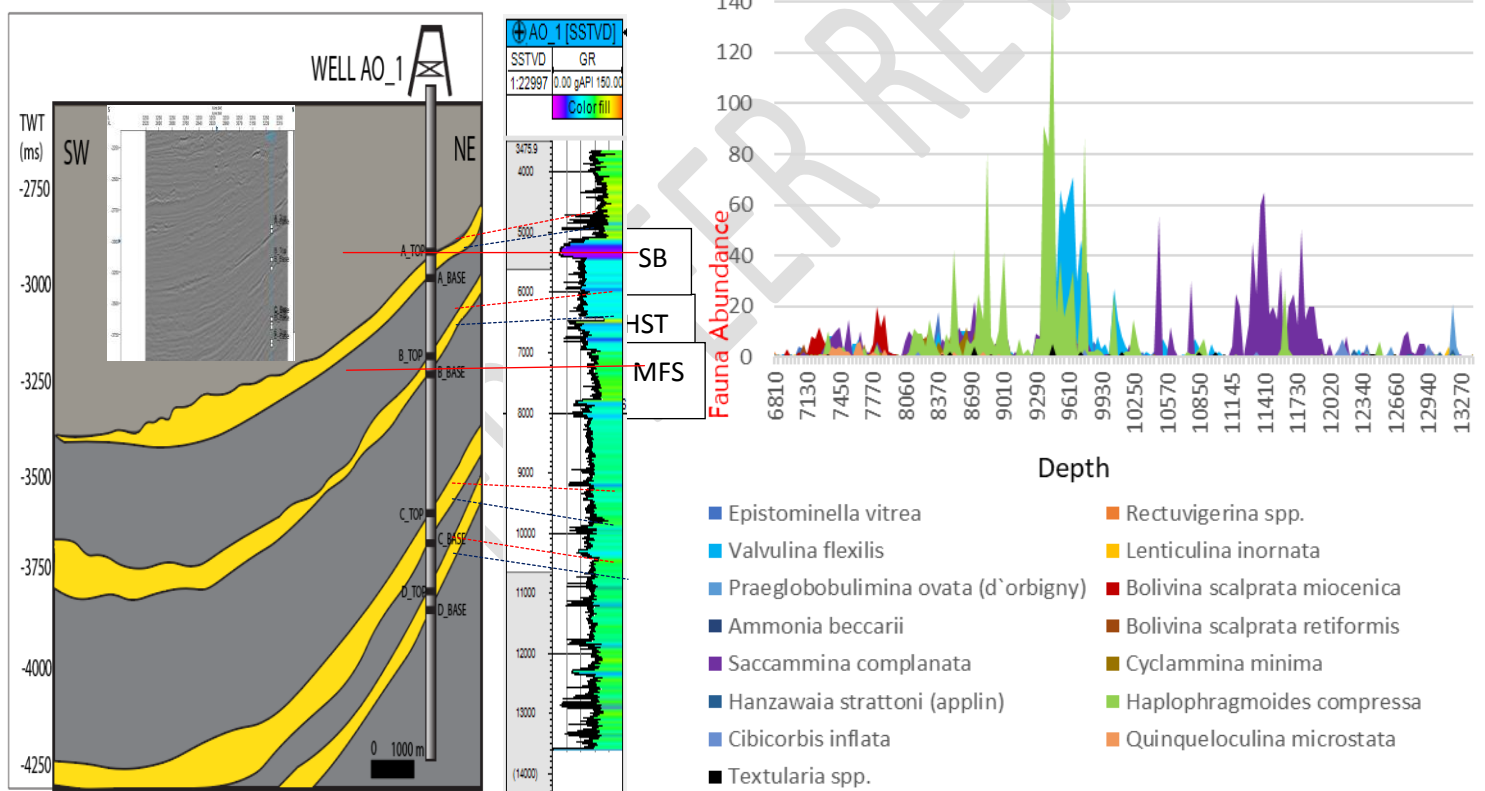 WELL AO_1
TWT
(ms)
SW
NE
-2750
-3000
-3250
-3500
-3750
-4000
-4250
A_TOP
A_BASE
B_TOP
B_BASE
C_TOP
C_BASE
D_TOP
D_BASE
0 1000 m
AO_1 [SSTVD]
SSTVD GR
1:22997 0.00 gAPI 150.00
Color fill
3475.9
4000
5000
6000
7000
8000
9000
10000
11000
12000
13000
(14000)
SB
HST
MFS
140
120
100
80
60
40
20
0
Fauna Abundance
6810 7130 7450 7770 8060 8370 8690 9010 9290 9610 9930 10250 10570 10850 11145 11410 11730 12020 12340 12660 12940 13270
Depth
Epistominella vitrea
Rectuvigerina spp.
Valvulina flexilis
Lenticulina inornata
Praeglobobulimina ovata (d`orbigny)
Bolivina scalprata miocenica
Ammonia beccarii
Bolivina scalprata retiformis
Saccammina complanata
Cyclammina minima
Hanzawaia strattoni (applin)
Haplophragmoides compressa
Cibicorbis inflata
Quinqueloculina microstata
Textularia spp.